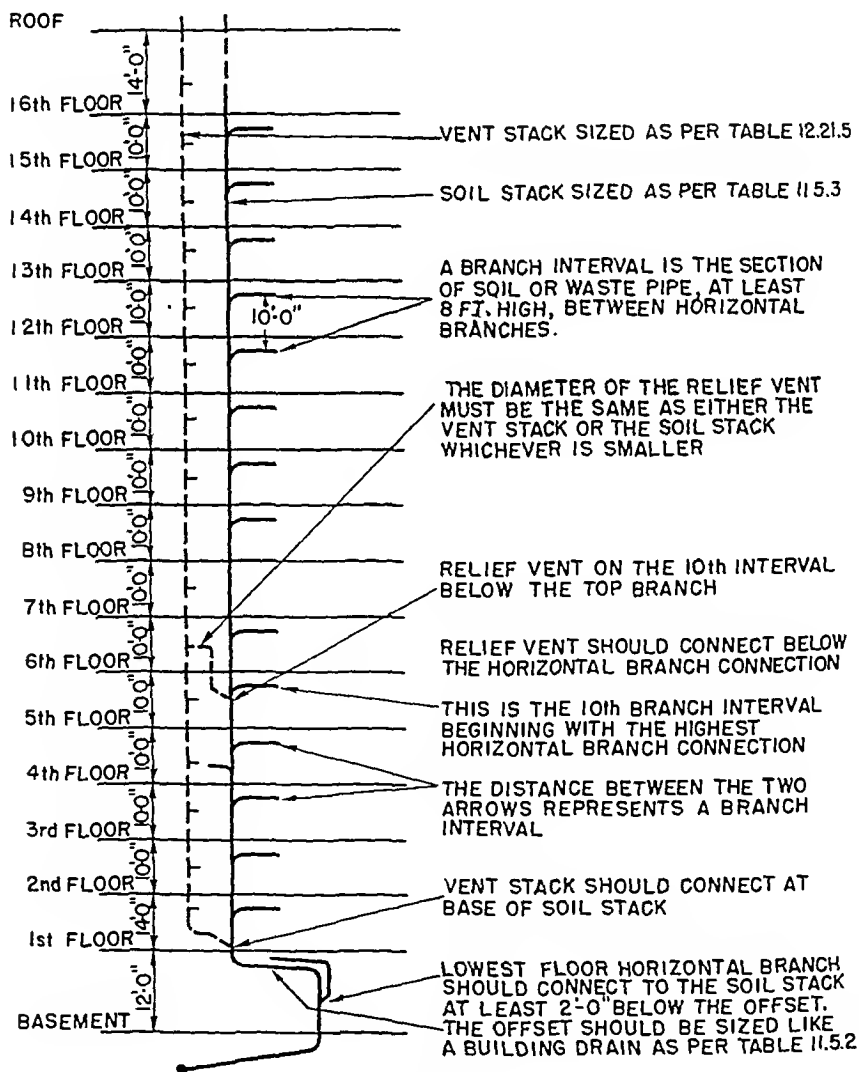 ROOF
14'-0"
16th FLOOR
10'-0"
VENT STACK SIZED AS PER TABLE 12.21.5
15th FLOOR
10'-0"
SOIL STACK SIZED AS PER TABLE 11.5.3
14th FLOOR
10'-0"
13th FLOOR
A BRANCH INTERVAL IS THE SECTION
OF SOIL OR WASTE PIPE, AT LEAST
8 FT. HIGH, BETWEEN HORIZONTAL
BRANCHES.
10'-0"
10'-0"
12th FLOOR
10'-0"
11th FLOOR
THE DIAMETER OF THE RELIEF VENT
MUST BE THE SAME AS EITHER THE
VENT STACK OR THE SOIL STACK
WHICHEVER IS SMALLER
10'-0"
10th FLOOR
10'-0"
9th FLOOR
10'-0"
8th FLOOR
RELIEF VENT ON THE 10th INTERVAL
BELOW THE TOP BRANCH
10'-0"
7th FLOOR
10'-0"
RELIEF VENT SHOULD CONNECT BELOW
THE HORIZONTAL BRANCH CONNECTION
6th FLOOR
10'-0"
THIS IS THE 10th BRANCH INTERVAL
BEGINNING WITH THE HIGHEST
HORIZONTAL BRANCH CONNECTION
5th FLOOR
10'-0"
4th FLOOR
THE DISTANCE BETWEEN THE TWO
ARROWS REPRESENTS A BRANCH
INTERVAL
10'-0"
3rd FLOOR
10'-0"
2nd FLOOR
VENT STACK SHOULD CONNECT AT
BASE OF SOIL STACK
14'-0"
1st FLOOR
12'-0"
LOWEST FLOOR HORIZONTAL BRANCH
SHOULD CONNECT TO THE SOIL STACK
AT LEAST 2'-0" BELOW THE OFFSET.
THE OFFSET SHOULD BE SIZED LIKE
A BUILDING DRAIN AS PER TABLE 11.5.2
BASEMENT